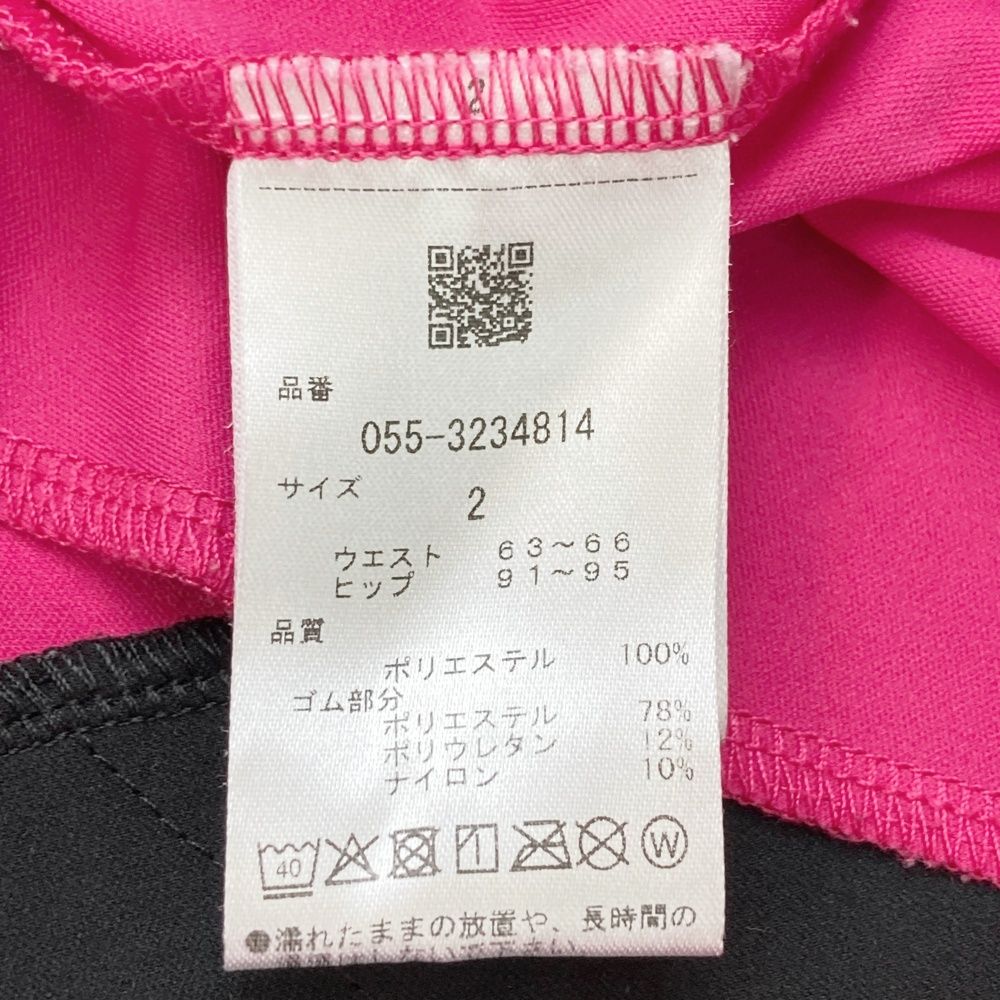 2
品番
055-3234814
サイズ
2
ウエスト 63～66
ヒップ 91～95
品質
ポリエステル 100%
ゴム部分
ポリエステル 78%
ポリウレタン 12%
ナイロン 10%
40
W
●濡れたままの放置や、長時間の